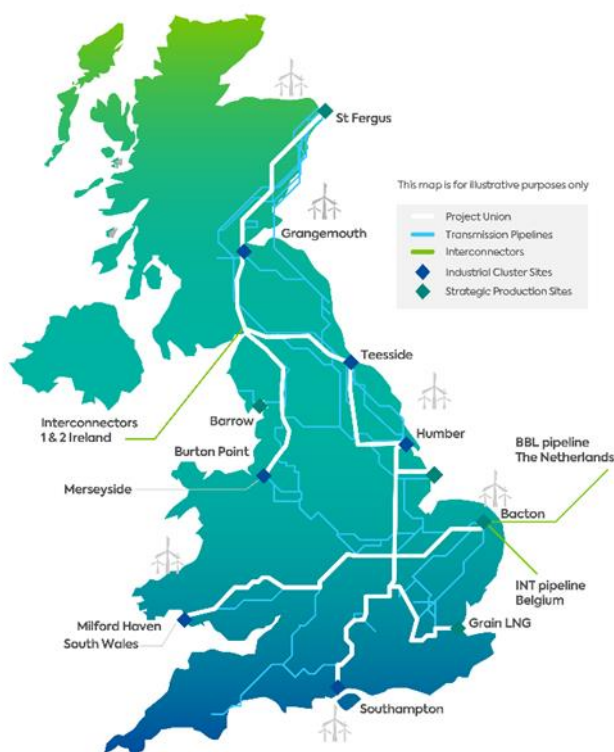 St Fergus
This map is for illustrative purposes only
Project Union
Transmission Pipelines
Interconnectors
Industrial Cluster Sites
Strategic Production Sites
Grangemouth
Teesside
Interconnectors
1 & 2 Ireland
Barrow
Humber
Burton Point
BBL pipeline
The Netherlands
Merseyside
Bacton
INT pipeline
Belgium
Milford Haven
South Wales
Grain LNG
Southampton